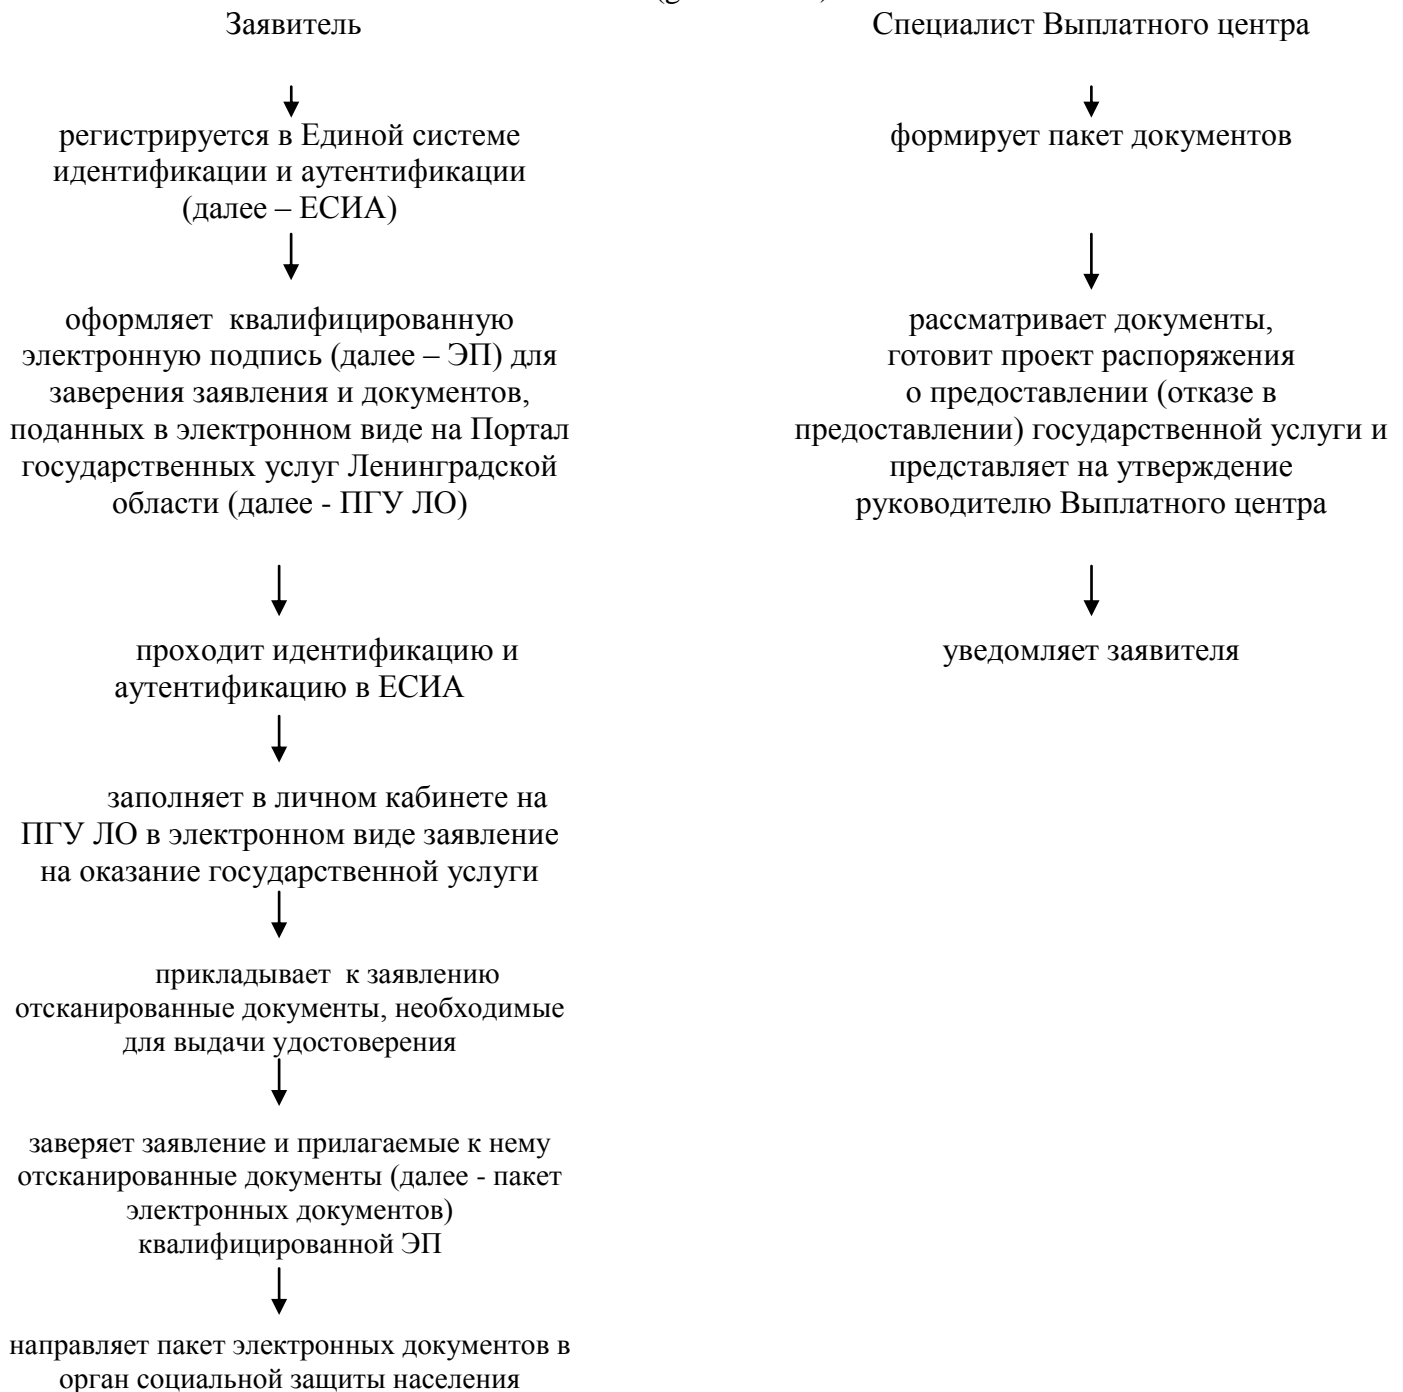 Заявитель
регистрируется в Единой системе
идентификации и аутентификации
(далее – ЕСИА)
оформляет квалифицированную
электронную подпись (далее – ЭП) для
заверения заявления и документов,
поданных в электронном виде на Портал
государственных услуг Ленинградской
области (далее - ПГУ ЛО)
проходит идентификацию и
аутентификацию в ЕСИА
заполняет в личном кабинете на
ПГУ ЛО в электронном виде заявление
на оказание государственной услуги
прикладывает к заявлению
отсканированные документы, необходимые
для выдачи удостоверения
заверяет заявление и прилагаемые к нему
отсканированные документы (далее - пакет
электронных документов)
квалифицированной ЭП
направляет пакет электронных документов в
орган социальной защиты населения
Специалист Выплатного центра
формирует пакет документов
рассматривает документы,
готовит проект распоряжения
о предоставлении (отказе в
предоставлении) государственной услуги и
представляет на утверждение
руководителю Выплатного центра
уведомляет заявителя